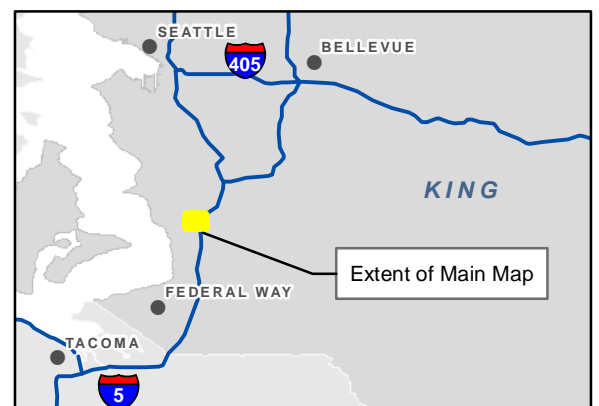 SEATTLE
BELLEVUE
405
KING
Extent of Main Map
FEDERAL WAY
TACOMA
5